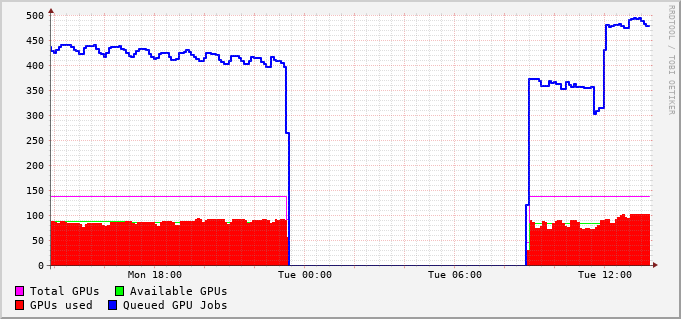 500
450
400
350
300
250
200
150
100
50
0
Mon 18:00 Tue 00:00 Tue 06:00 Tue 12:00
Total GPUs Available GPUs
GPUs used Queued GPU Jobs
RRDTOOL / TOBI OETIKER